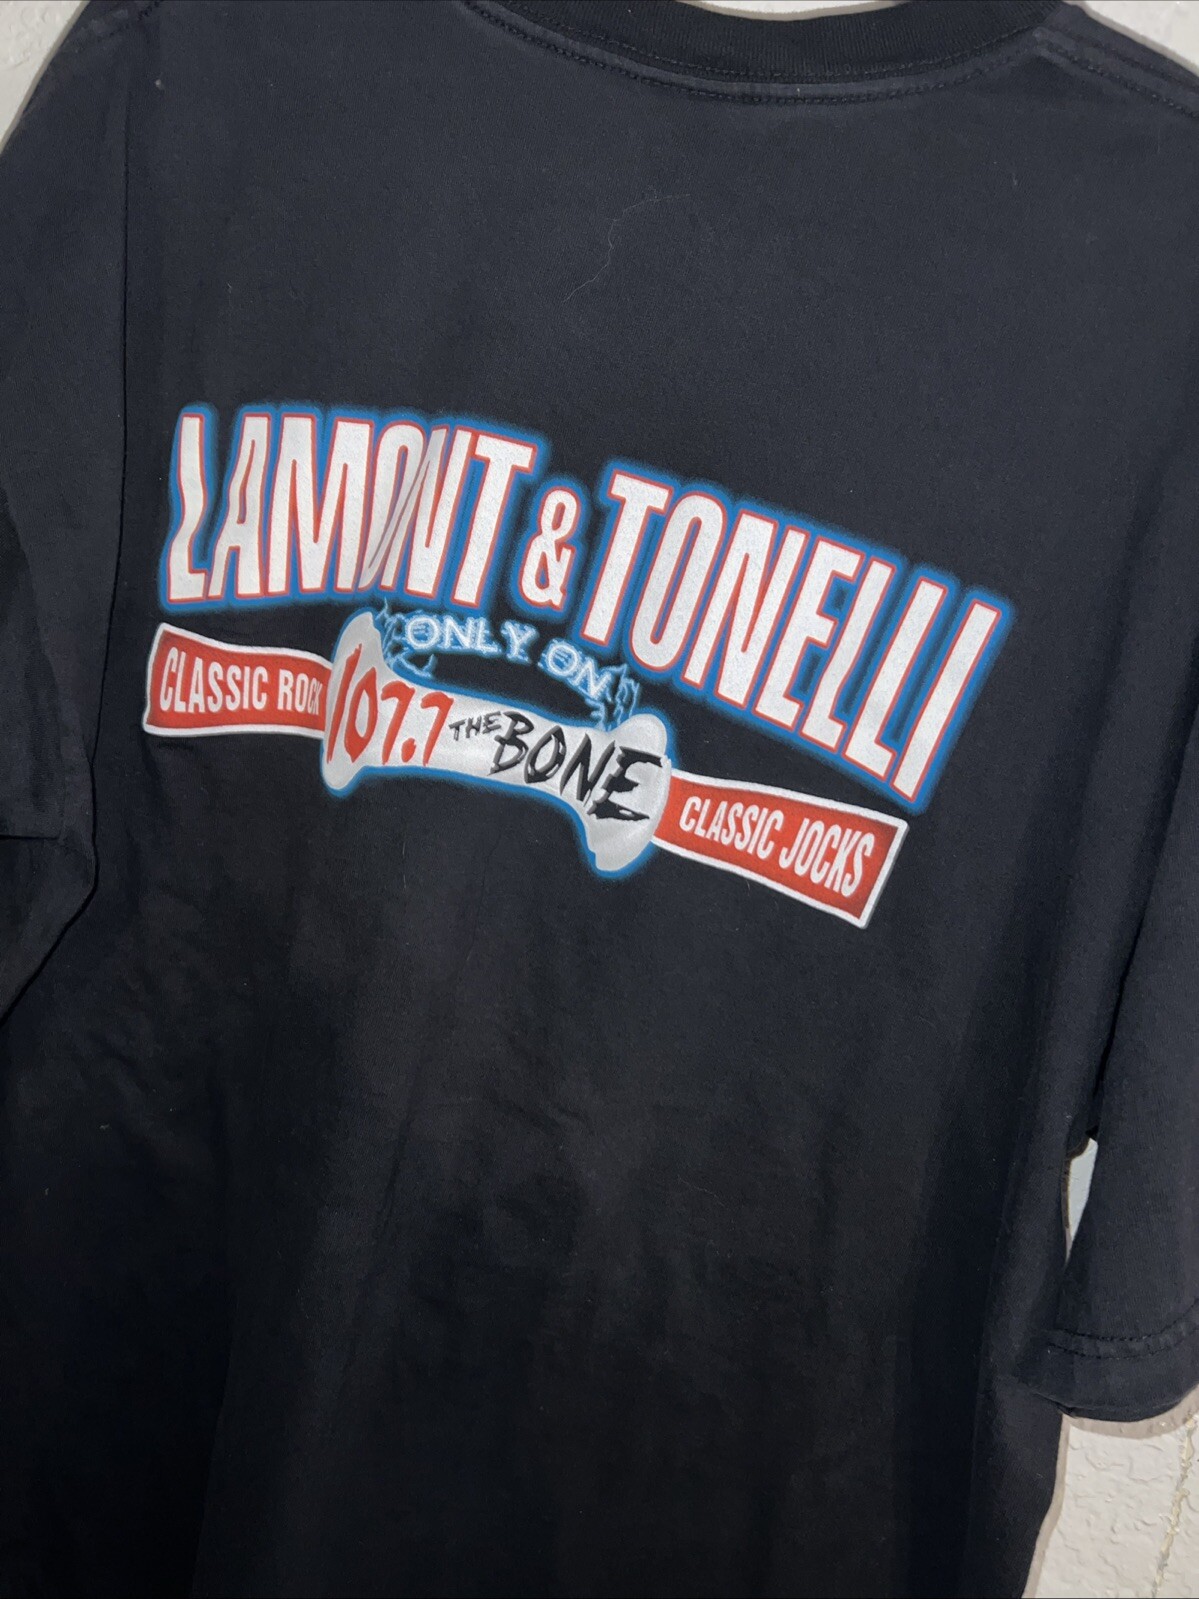 LAMONT & TONELLI
ONLY ON
CLASSIC ROCK
107.7 THE BONE
CLASSIC JOCKS